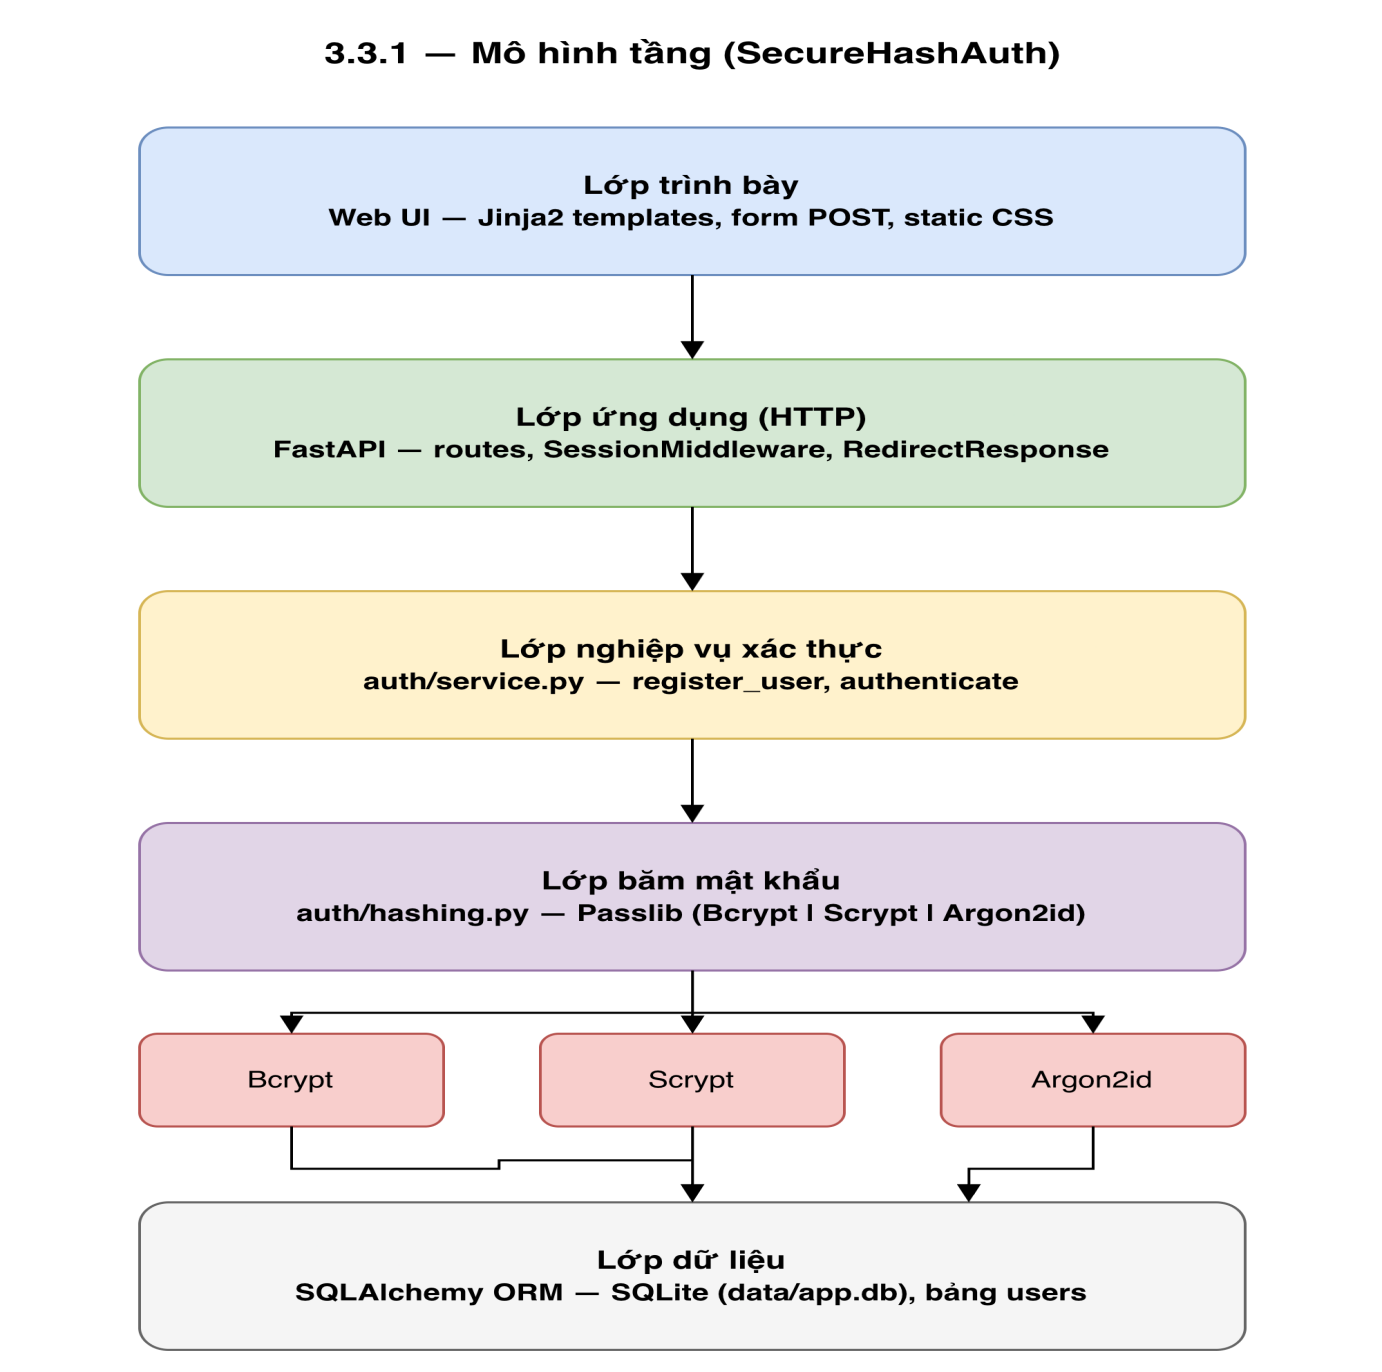 3.3.1 — Mô hình tầng (SecureHashAuth)
Lớp trình bày
Web UI — Jinja2 templates, form POST, static CSS
Lớp ứng dụng (HTTP)
FastAPI — routes, SessionMiddleware, RedirectResponse
Lớp nghiệp vụ xác thực
auth/service.py — register_user, authenticate
Lớp băm mật khẩu
auth/hashing.py — Passlib (Bcrypt | Scrypt | Argon2id)
Bcrypt
Scrypt
Argon2id
Lớp dữ liệu
SQLAlchemy ORM — SQLite (data/app.db), bảng users